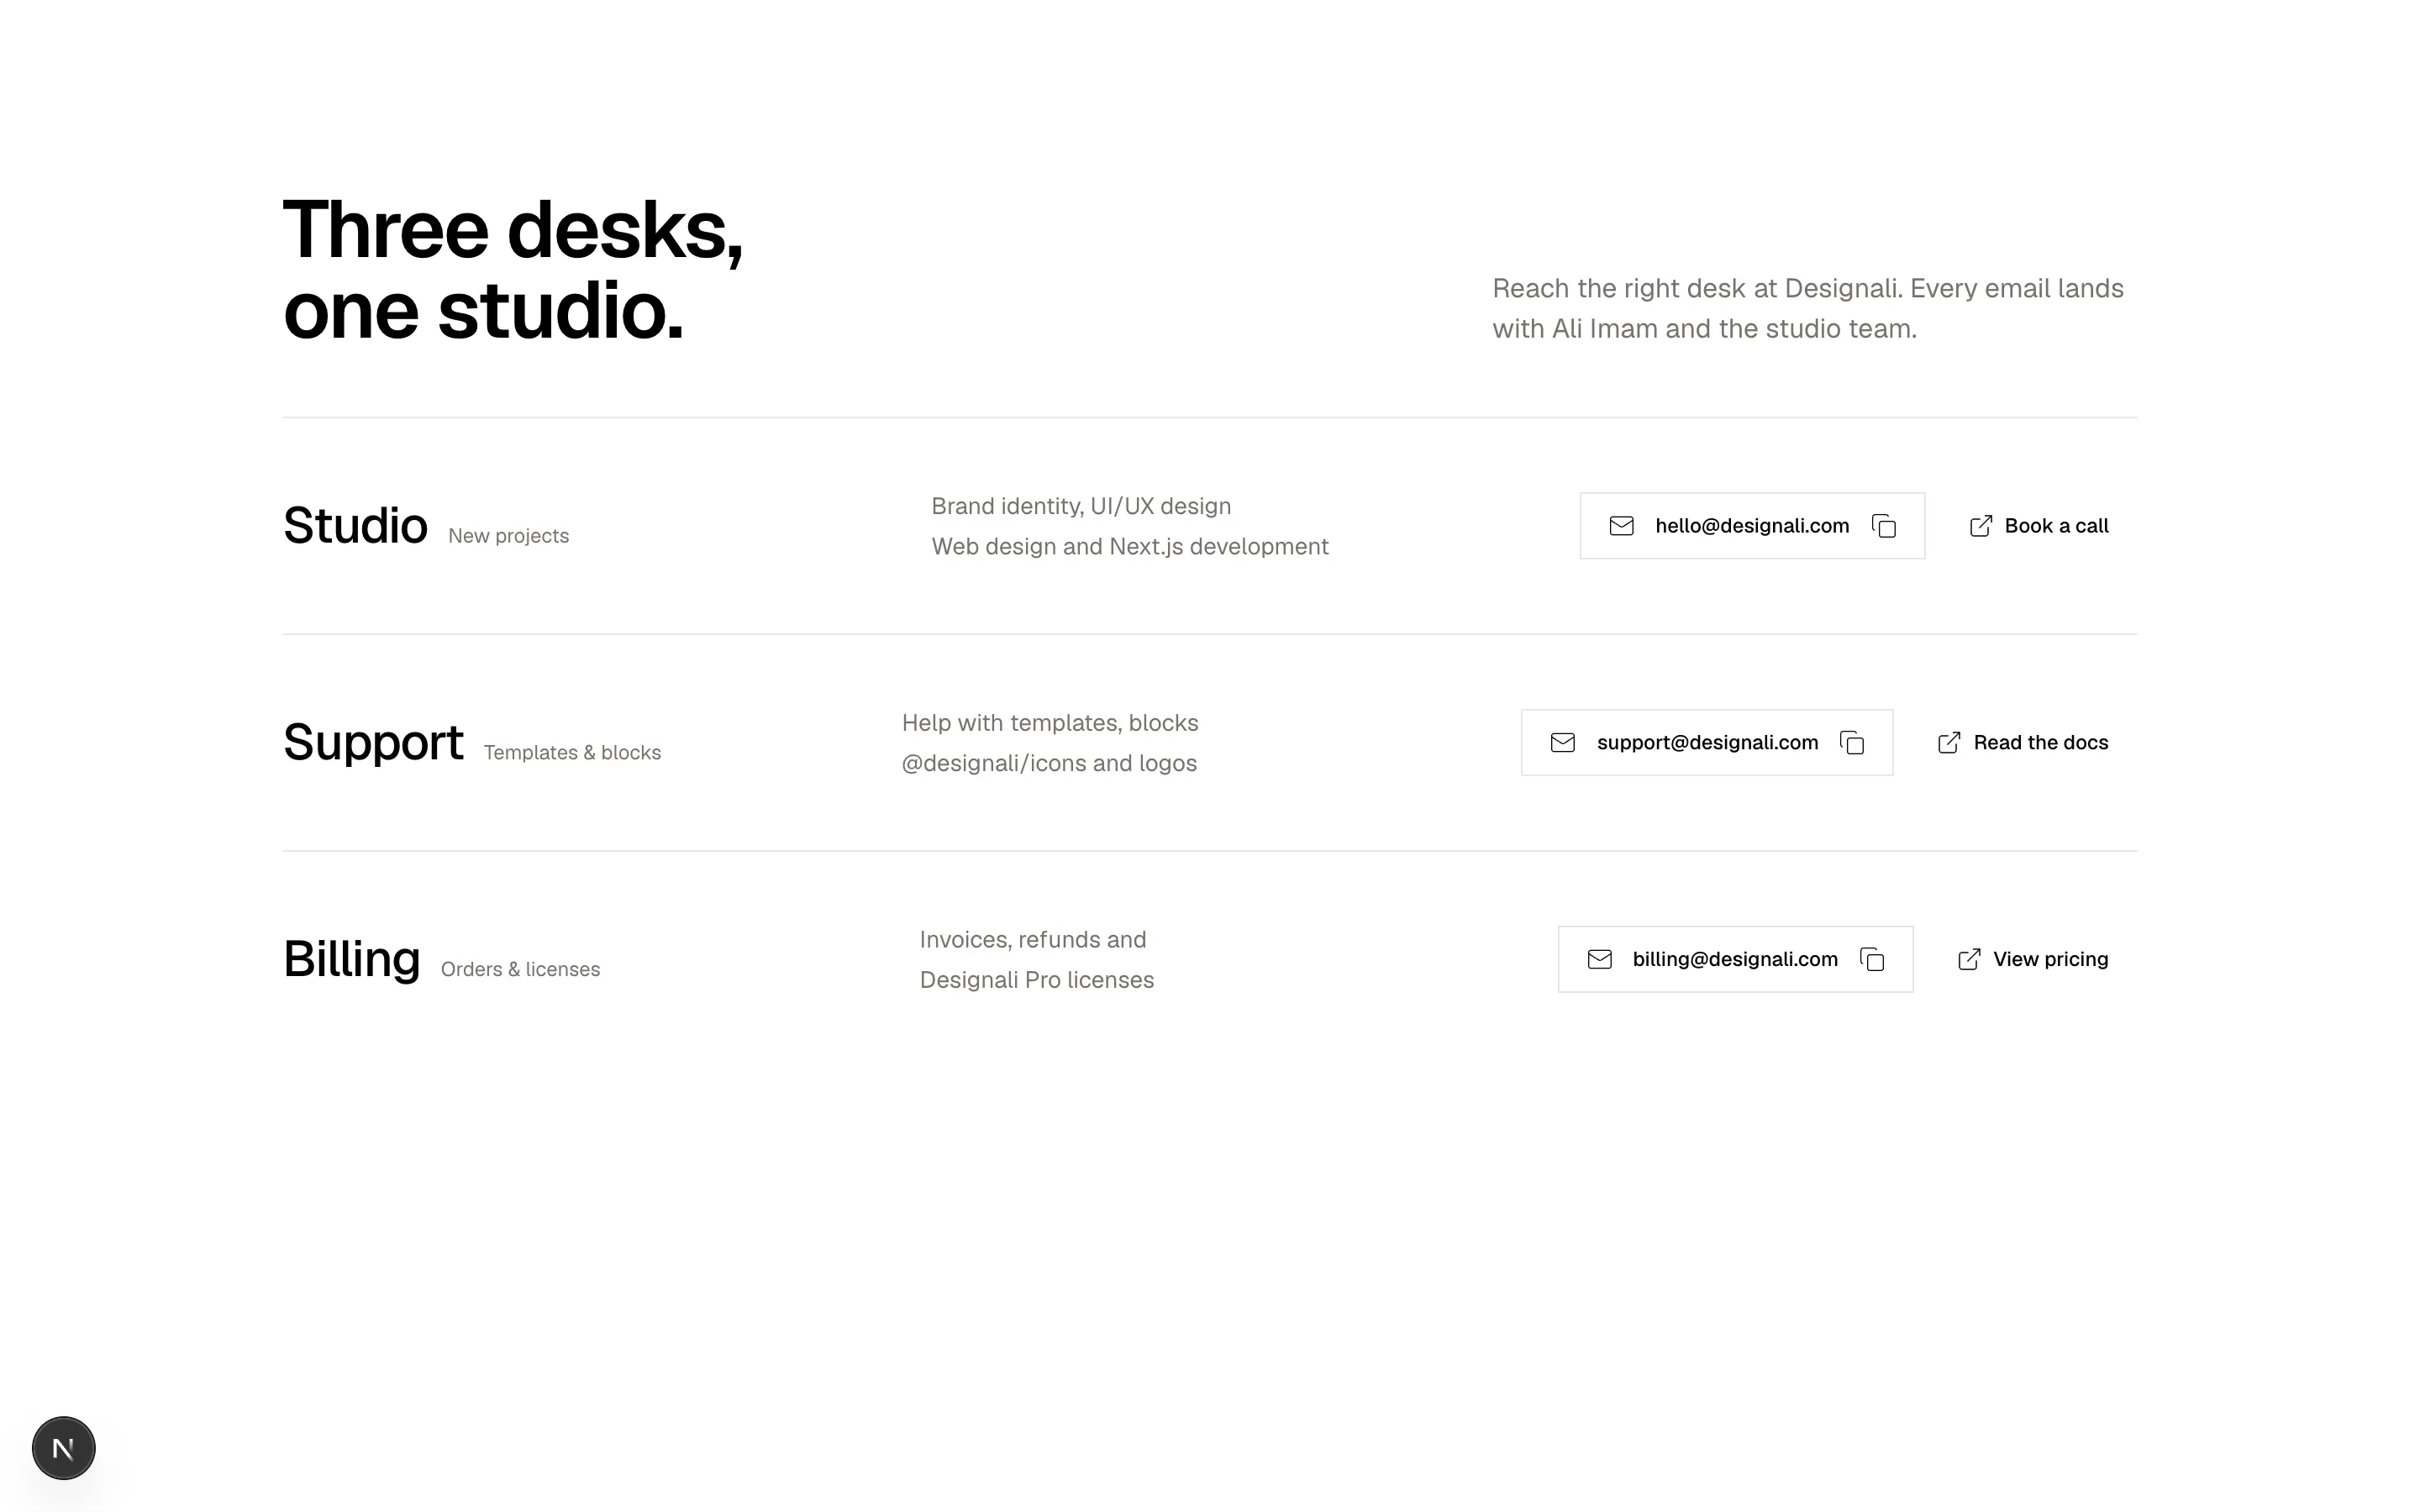 Three desks,
one studio.
Reach the right desk at Designali. Every email lands
with Ali Imam and the studio team.
Studio New projects
Brand identity, UI/UX design
Web design and Next.js development
hello@designali.com
Book a call
Support Templates & blocks
Help with templates, blocks
@designali/icons and logos
support@designali.com
Read the docs
Billing Orders & licenses
Invoices, refunds and
Designali Pro licenses
billing@designali.com
View pricing
N